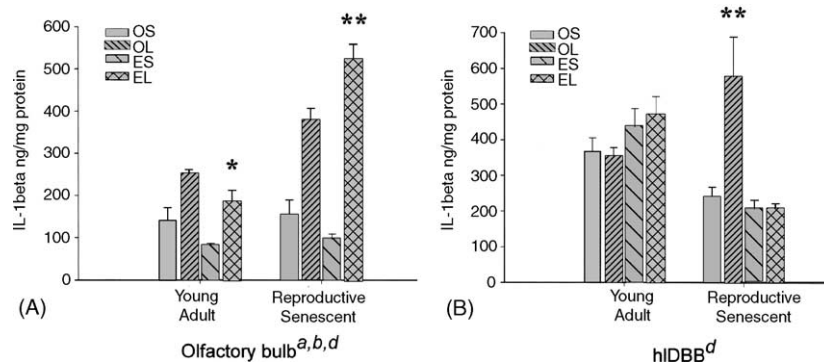 600
500
400
300
200
100
0
IL-1beta ng/mg protein
OS
OL
ES
EL
*
**
Young
Adult
Reproductive
Senescent
(A)
Olfactory bulb a,b,d
700
600
500
400
300
200
100
0
IL-1beta ng/mg protein
OS
OL
ES
EL
**
Young
Adult
Reproductive
Senescent
(B)
hlDBB d